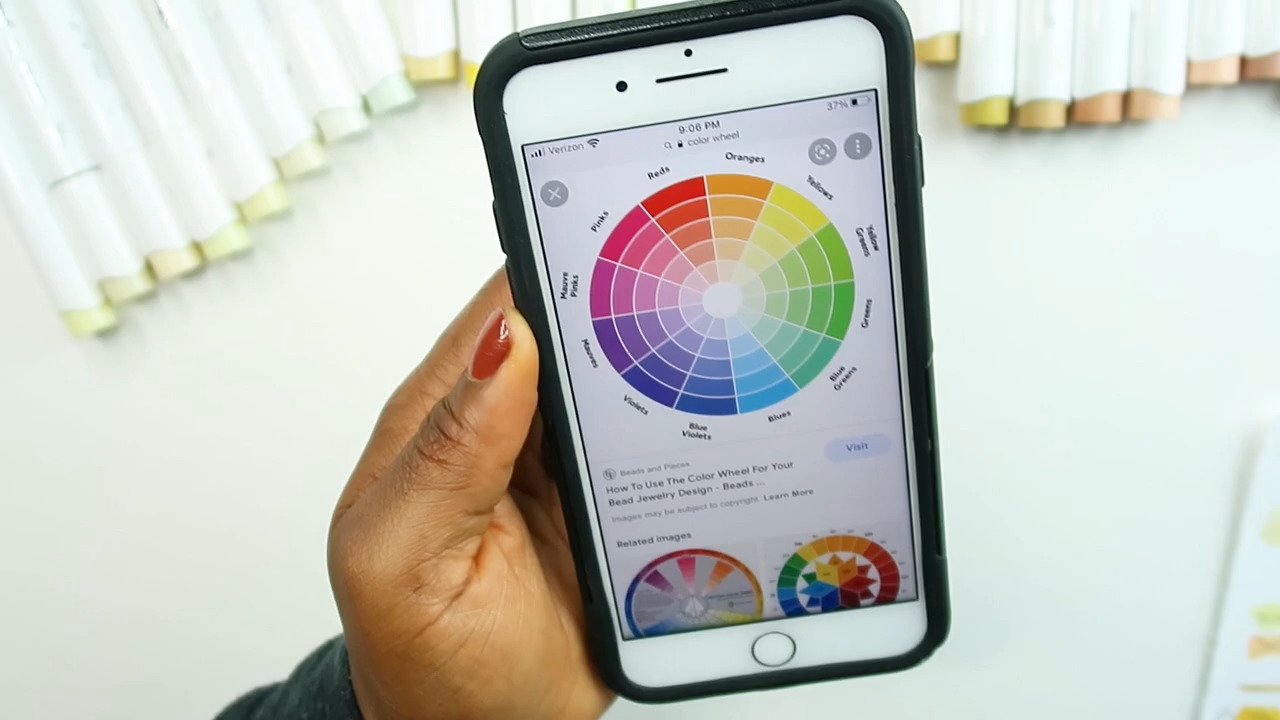 9:06 PM
37%
Verizon
color wheel
Oranges
Reds
Yellows
Pinks
Yellow
Greens
Mauve
Pinks
Greens
Mauves
Blue
Greens
Violets
Blues
Blue
Violets
Visit
Beads and Pieces
How To Use The Color Wheel For Your
Bead Jewelry Design - Beads ...
Images may be subject to copyright. Learn More
Related images